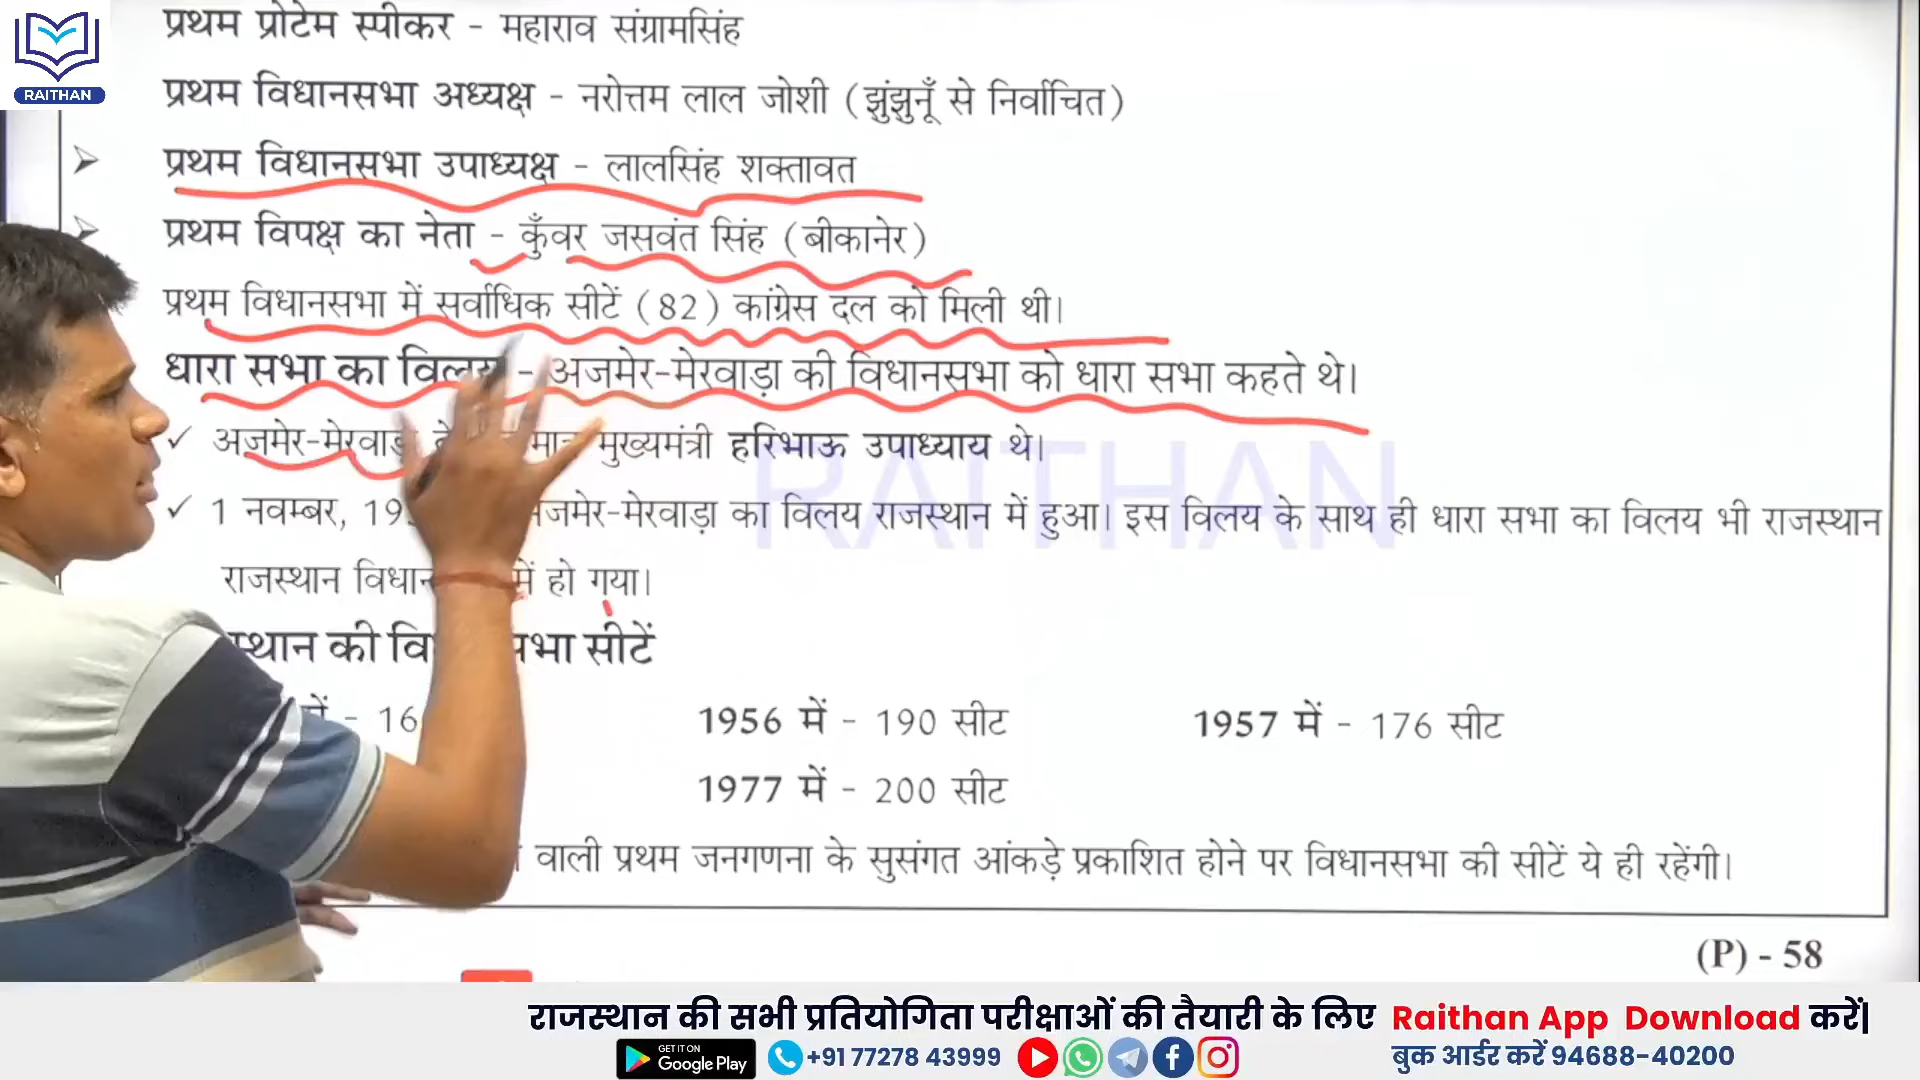 RAITHAN
प्रथम प्रोटेम स्पीकर - महाराव संग्रामसिंह
प्रथम विधानसभा अध्यक्ष - नरोत्तम लाल जोशी (झुंझुनूँ से निर्वाचित)
➢ प्रथम विधानसभा उपाध्यक्ष - लालसिंह शक्तावत
प्रथम विपक्ष का नेता - कुँवर जसवंत सिंह (बीकानेर)
प्रथम विधानसभा में सर्वाधिक सीटें (82) कांग्रेस दल को मिली थी।
धारा सभा का विलय - अजमेर-मेरवाड़ा की विधानसभा को धारा सभा कहते थे।
✓ अजमेर-मेरवाड़ा मुख्यमंत्री हरिभाऊ उपाध्याय थे।
✓ 1 नवम्बर, अजमेर-मेरवाड़ा का विलय राजस्थान में हुआ। इस विलय के साथ ही धारा सभा का विलय भी राजस्थान
राजस्थान में हो गया।
RAITHAN
की सीटें
में - 1956 में - 190 सीट 1957 में - 176 सीट
1977 में - 200 सीट
वाली प्रथम जनगणना के सुसंगत आंकड़े प्रकाशित होने पर विधानसभा की सीटें ये ही रहेंगी।
(P) - 58
राजस्थान की सभी प्रतियोगिता परीक्षाओं की तैयारी के लिए Raithan App Download करें|
GET IT ON
Google Play
+91 77278 43999
बुक आर्डर करें 94688-40200